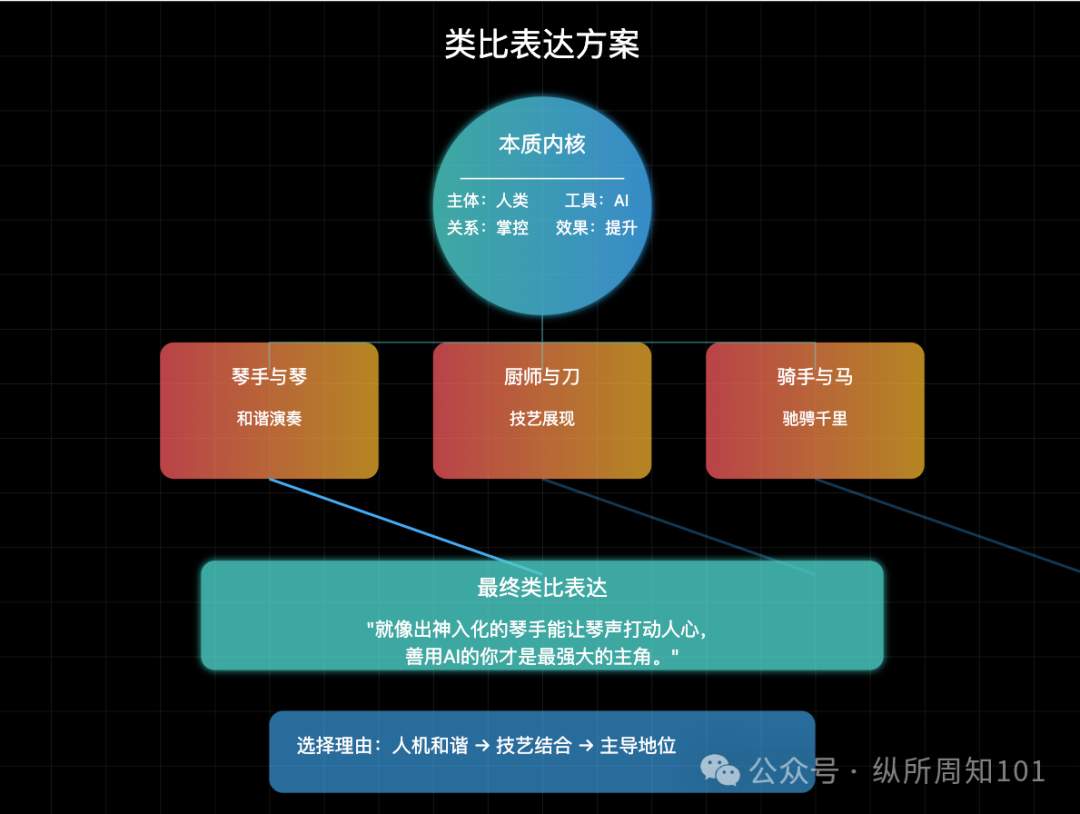 类比表达方案
本质内核
主体：人类 工具：AI
关系：掌控 效果：提升
琴手与琴
和谐演奏
厨师与刀
技艺展现
骑手与马
驰骋千里
最终类比表达
"就像出神入化的琴手能让琴声打动人心，
善用AI的你才是最强大的主角。"
选择理由：人机和谐 → 技艺结合 → 主导地位
公众号 · 纵所周知101